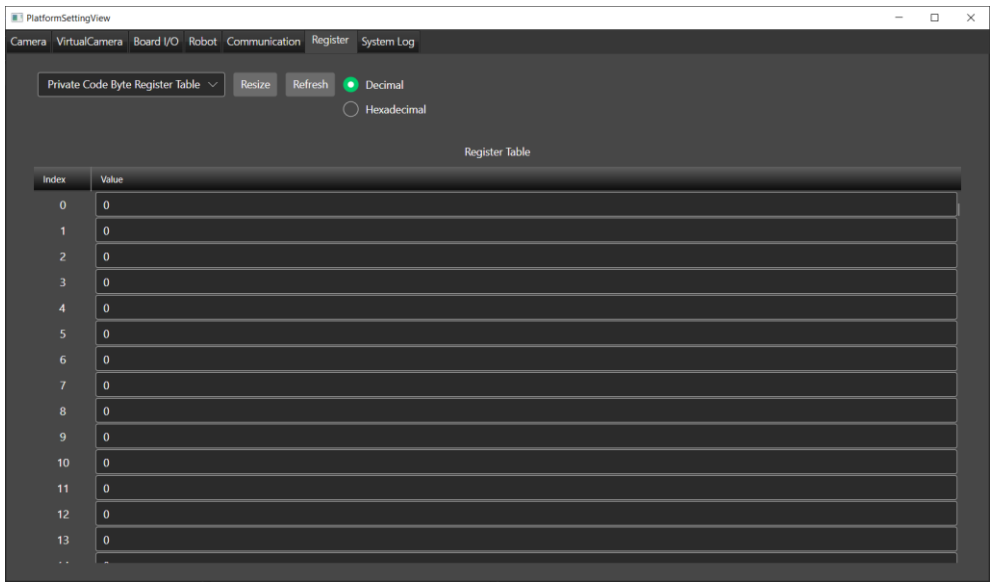 PlatformSettingView
Camera VirtualCamera Board I/O Robot Communication Register System Log
Private Code Byte Register Table Resize Refresh Decimal
Hexadecimal
Register Table
Index Value
0 0
1 0
2 0
3 0
4 0
5 0
6 0
7 0
8 0
9 0
10 0
11 0
12 0
13 0